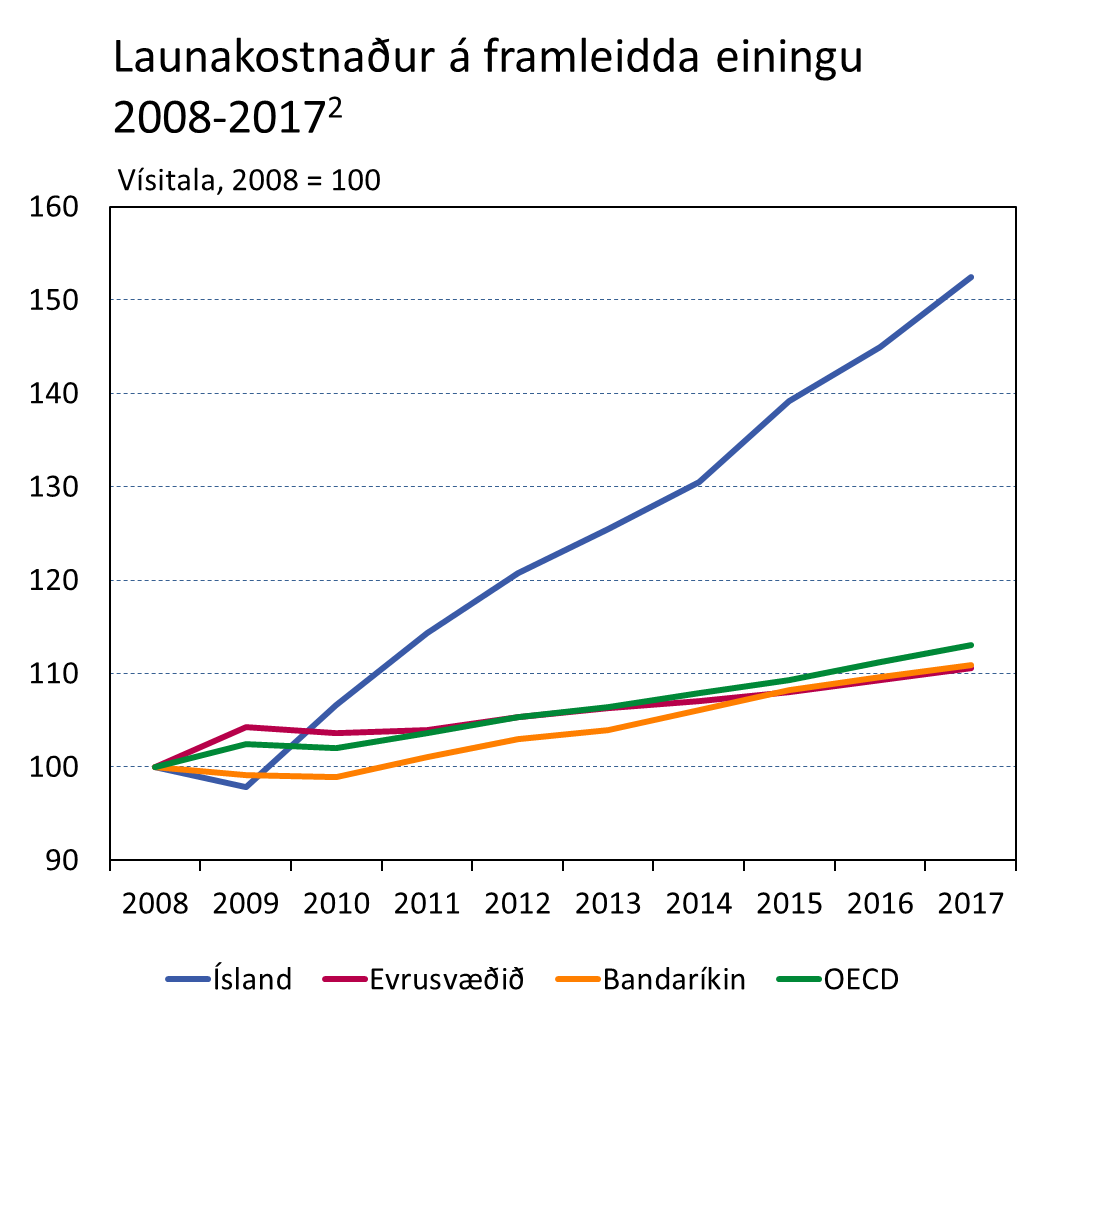 Launakostnaður á framleidda einingu
2008-2017²
Vísitala, 2008 = 100
160
150
140
130
120
110
100
90
2008 2009 2010 2011 2012 2013 2014 2015 2016 2017
Ísland Evrusvæðið Bandaríkin OECD